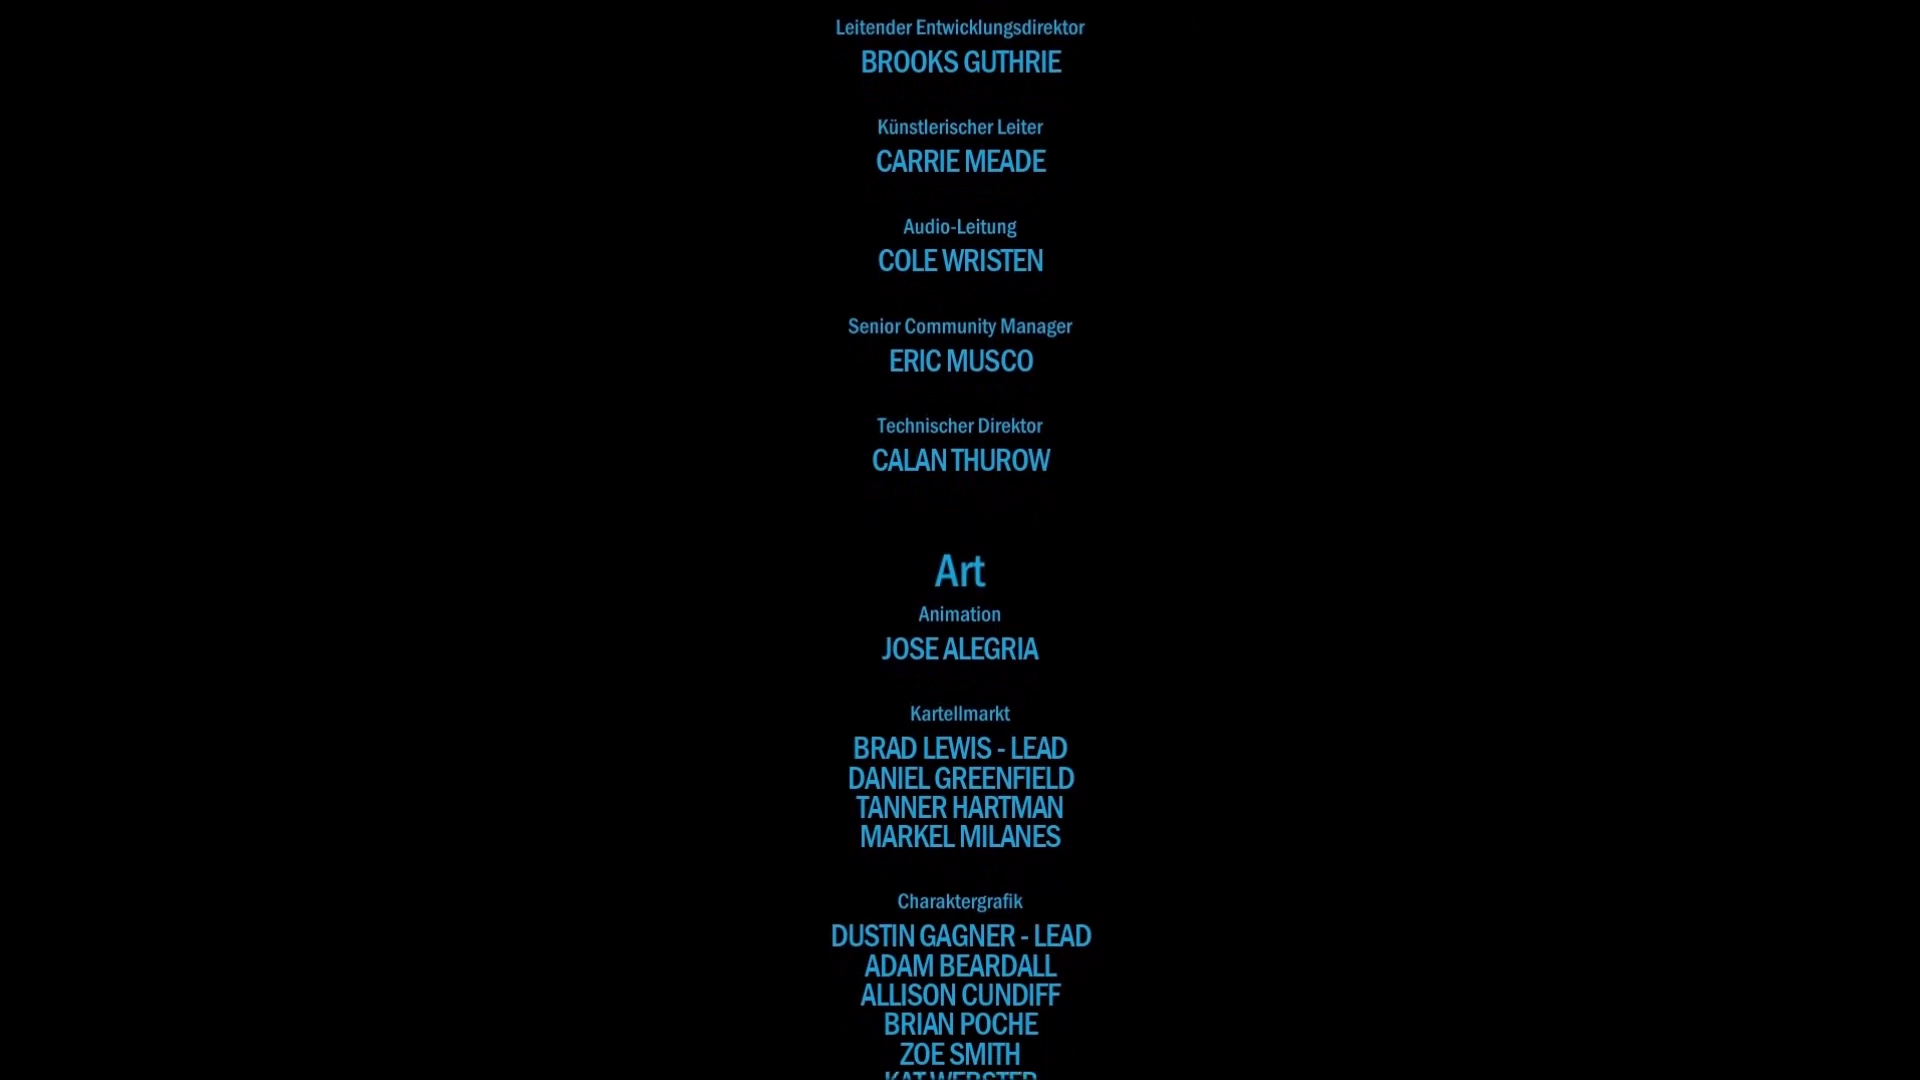 Leitender Entwicklungsdirektor
BROOKS GUTHRIE
Künstlerischer Leiter
CARRIE MEADE
Audio-Leitung
COLE WRISTEN
Senior Community Manager
ERIC MUSCO
Technischer Direktor
CALAN THUROW
Art
Animation
JOSE ALEGRIA
Kartellmarkt
BRAD LEWIS - LEAD
DANIEL GREENFIELD
TANNER HARTMAN
MARKEL MILANES
Charaktergrafik
DUSTIN GAGNER - LEAD
ADAM BEARDALL
ALLISON CUNDIFF
BRIAN POCHE
ZOE SMITH
KAT WEBSTER